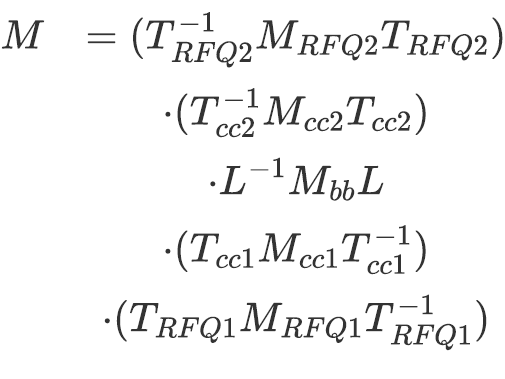 M = (T_{RFQ2}^{-1} M_{RFQ2} T_{RFQ2})
·(T_{cc2}^{-1} M_{cc2} T_{cc2})
·L^{-1} M_{bb} L
·(T_{cc1} M_{cc1} T_{cc1}^{-1})
·(T_{RFQ1} M_{RFQ1} T_{RFQ1}^{-1})